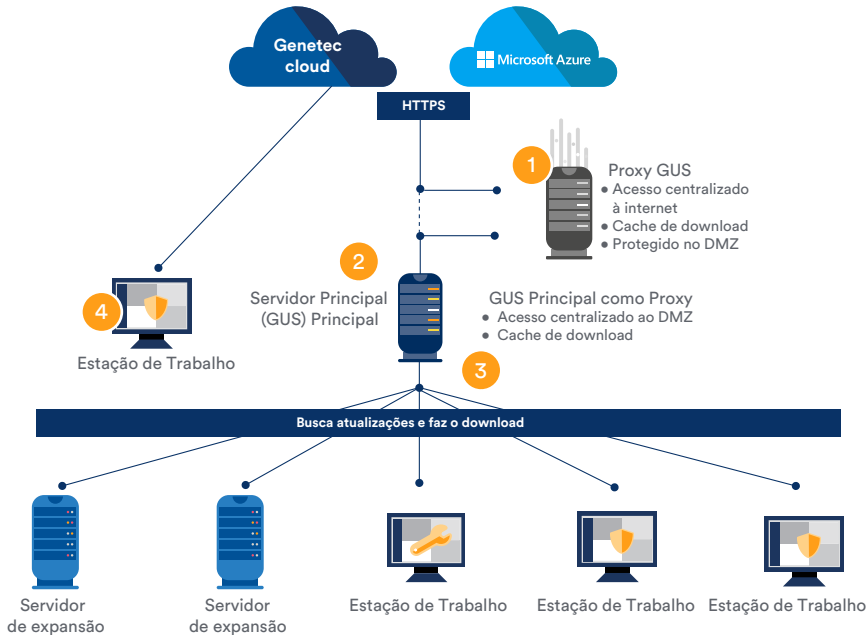 Genetec
cloud
Microsoft Azure
HTTPS
1
Proxy GUS
• Acesso centralizado
à internet
• Cache de download
• Protegido no DMZ
2
Servidor Principal
(GUS) Principal
GUS Principal como Proxy
• Acesso centralizado ao DMZ
• Cache de download
4
Estação de Trabalho
3
Busca atualizações e faz o download
Servidor
de expansão
Servidor
de expansão
Estação de Trabalho
Estação de Trabalho
Estação de Trabalho